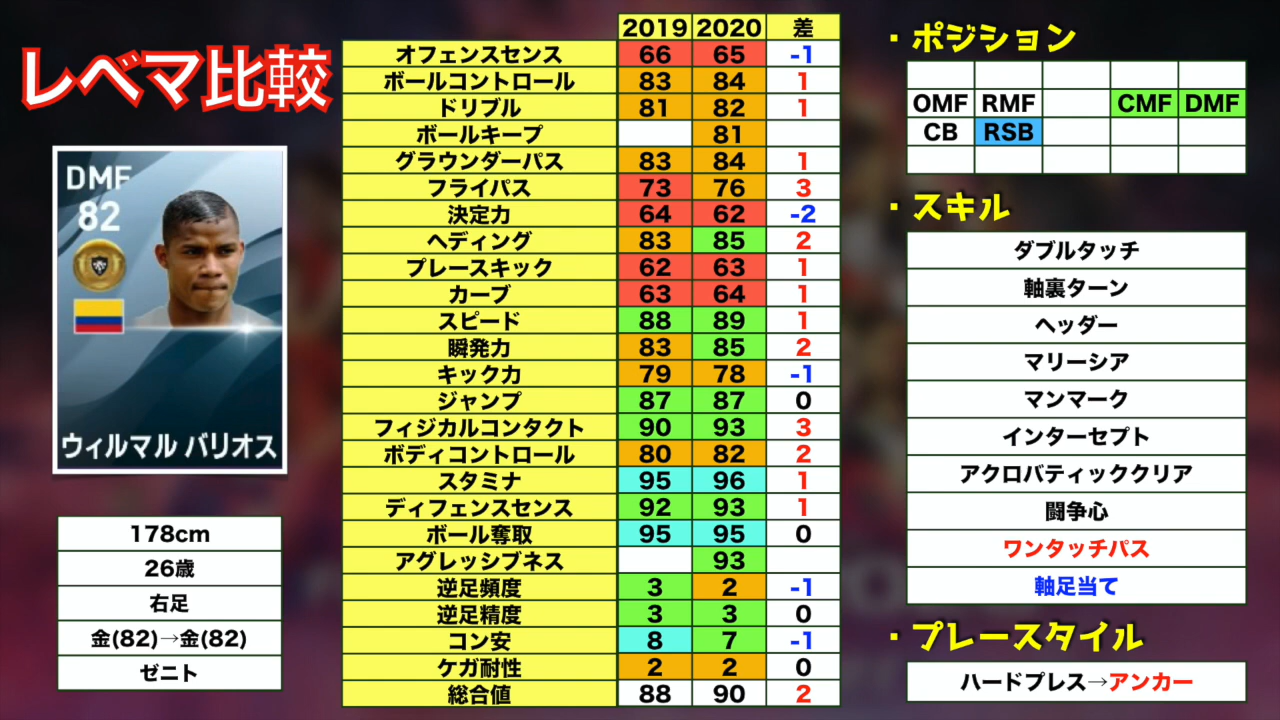 レベマ比較
DMF
82
ウィルマル バリオス
178cm
26歳
右足
金(82)→金(82)
ゼニト
2019 2020 差
オフェンスセンス 66 65 -1
ボールコントロール 83 84 1
ドリブル 81 82 1
ボールキープ 81
グラウンダーパス 83 84 1
フライパス 73 76 3
決定力 64 62 -2
ヘディング 83 85 2
プレースキック 62 63 1
カーブ 63 64 1
スピード 88 89 1
瞬発力 83 85 2
キック力 79 78 -1
ジャンプ 87 87 0
フィジカルコンタクト 90 93 3
ボディコントロール 80 82 2
スタミナ 95 96 1
ディフェンスセンス 92 93 1
ボール奪取 95 95 0
アグレッシブネス 93
逆足頻度 3 2 -1
逆足精度 3 3 0
コン安 8 7 -1
ケガ耐性 2 2 0
総合値 88 90 2
・ポジション
OMF RMF CMF DMF
CB RSB
・スキル
ダブルタッチ
軸裏ターン
ヘッダー
マリーシア
マンマーク
インターセプト
アクロバティッククリア
闘争心
ワンタッチパス
軸足当て
・プレースタイル
ハードプレス→アンカー